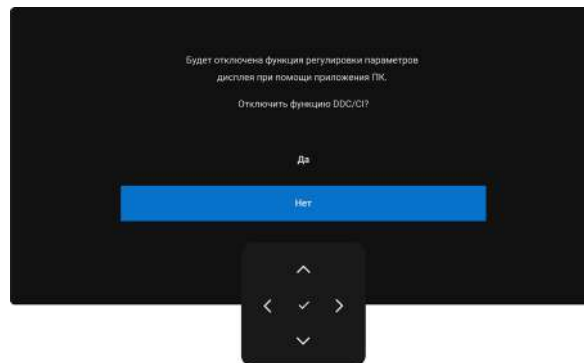 Будет отключена функция регулировки параметров
дисплея при помощи приложения ПК.
Отключить функцию DDC/CI?
Да
Нет